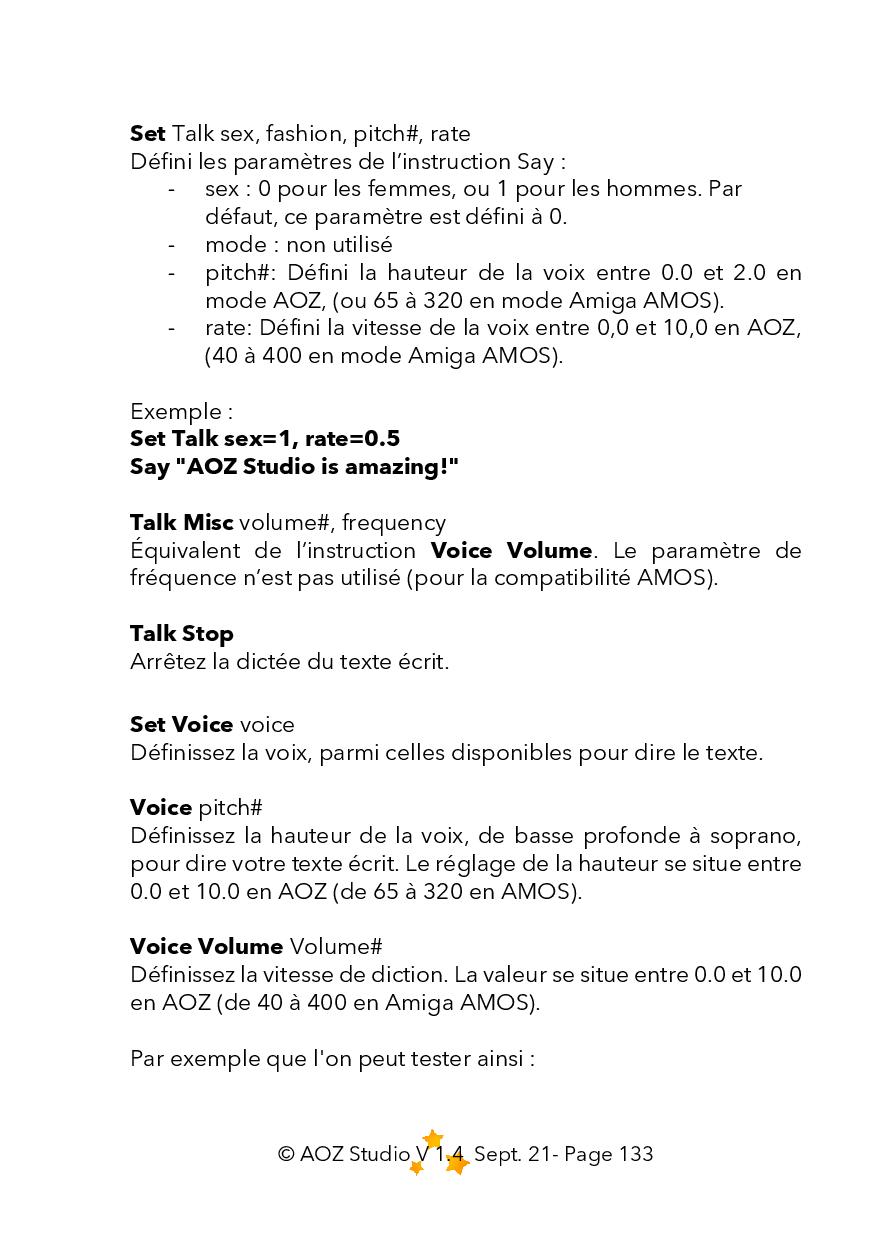 Set Talk sex, fashion, pitch#, rate
Défini les paramètres de l’instruction Say :
- sex : 0 pour les femmes, ou 1 pour les hommes. Par
défaut, ce paramètre est défini à 0.
- mode : non utilisé
- pitch#: Défini la hauteur de la voix entre 0.0 et 2.0 en
mode AOZ, (ou 65 à 320 en mode Amiga AMOS).
- rate: Défini la vitesse de la voix entre 0,0 et 10,0 en AOZ,
(40 à 400 en mode Amiga AMOS).
Exemple :
Set Talk sex=1, rate=0.5
Say "AOZ Studio is amazing!"
Talk Misc volume#, frequency
Équivalent de l’instruction Voice Volume. Le paramètre de
fréquence n’est pas utilisé (pour la compatibilité AMOS).
Talk Stop
Arrêtez la dictée du texte écrit.
Set Voice voice
Définissez la voix, parmi celles disponibles pour dire le texte.
Voice pitch#
Définissez la hauteur de la voix, de basse profonde à soprano,
pour dire votre texte écrit. Le réglage de la hauteur se situe entre
0.0 et 10.0 en AOZ (de 65 à 320 en AMOS).
Voice Volume Volume#
Définissez la vitesse de diction. La valeur se situe entre 0.0 et 10.0
en AOZ (de 40 à 400 en Amiga AMOS).
Par exemple que l'on peut tester ainsi :
© AOZ Studio V 1.4 Sept. 21- Page 133